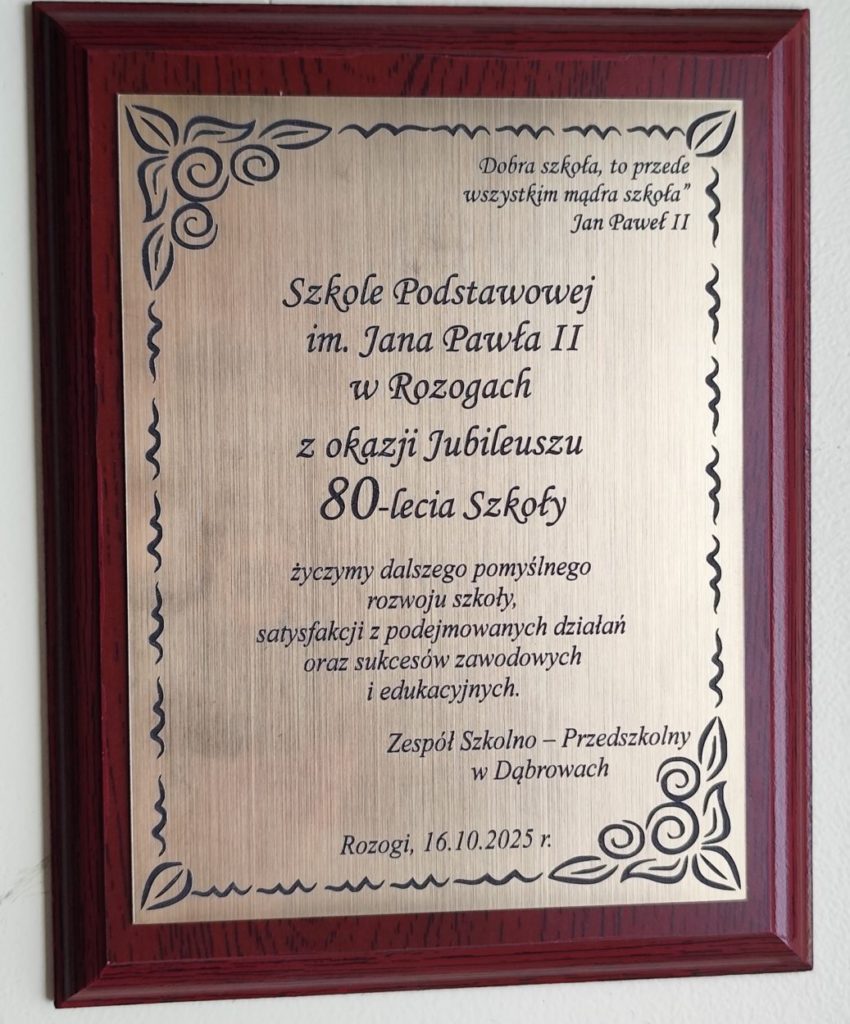 Dobra szkoła, to przede
wszystkim mądra szkoła”
Jan Paweł II
Szkole Podstawowej
im. Jana Pawła II
w Rozogach
z okazji Jubileuszu
80-lecia Szkoły
życzymy dalszego pomyślnego
rozwoju szkoły,
satysfakcji z podejmowanych działań
oraz sukcesów zawodowych
i edukacyjnych.
Zespół Szkolno – Przedszkolny
w Dąbrowach
Rozogi, 16.10.2025 r.